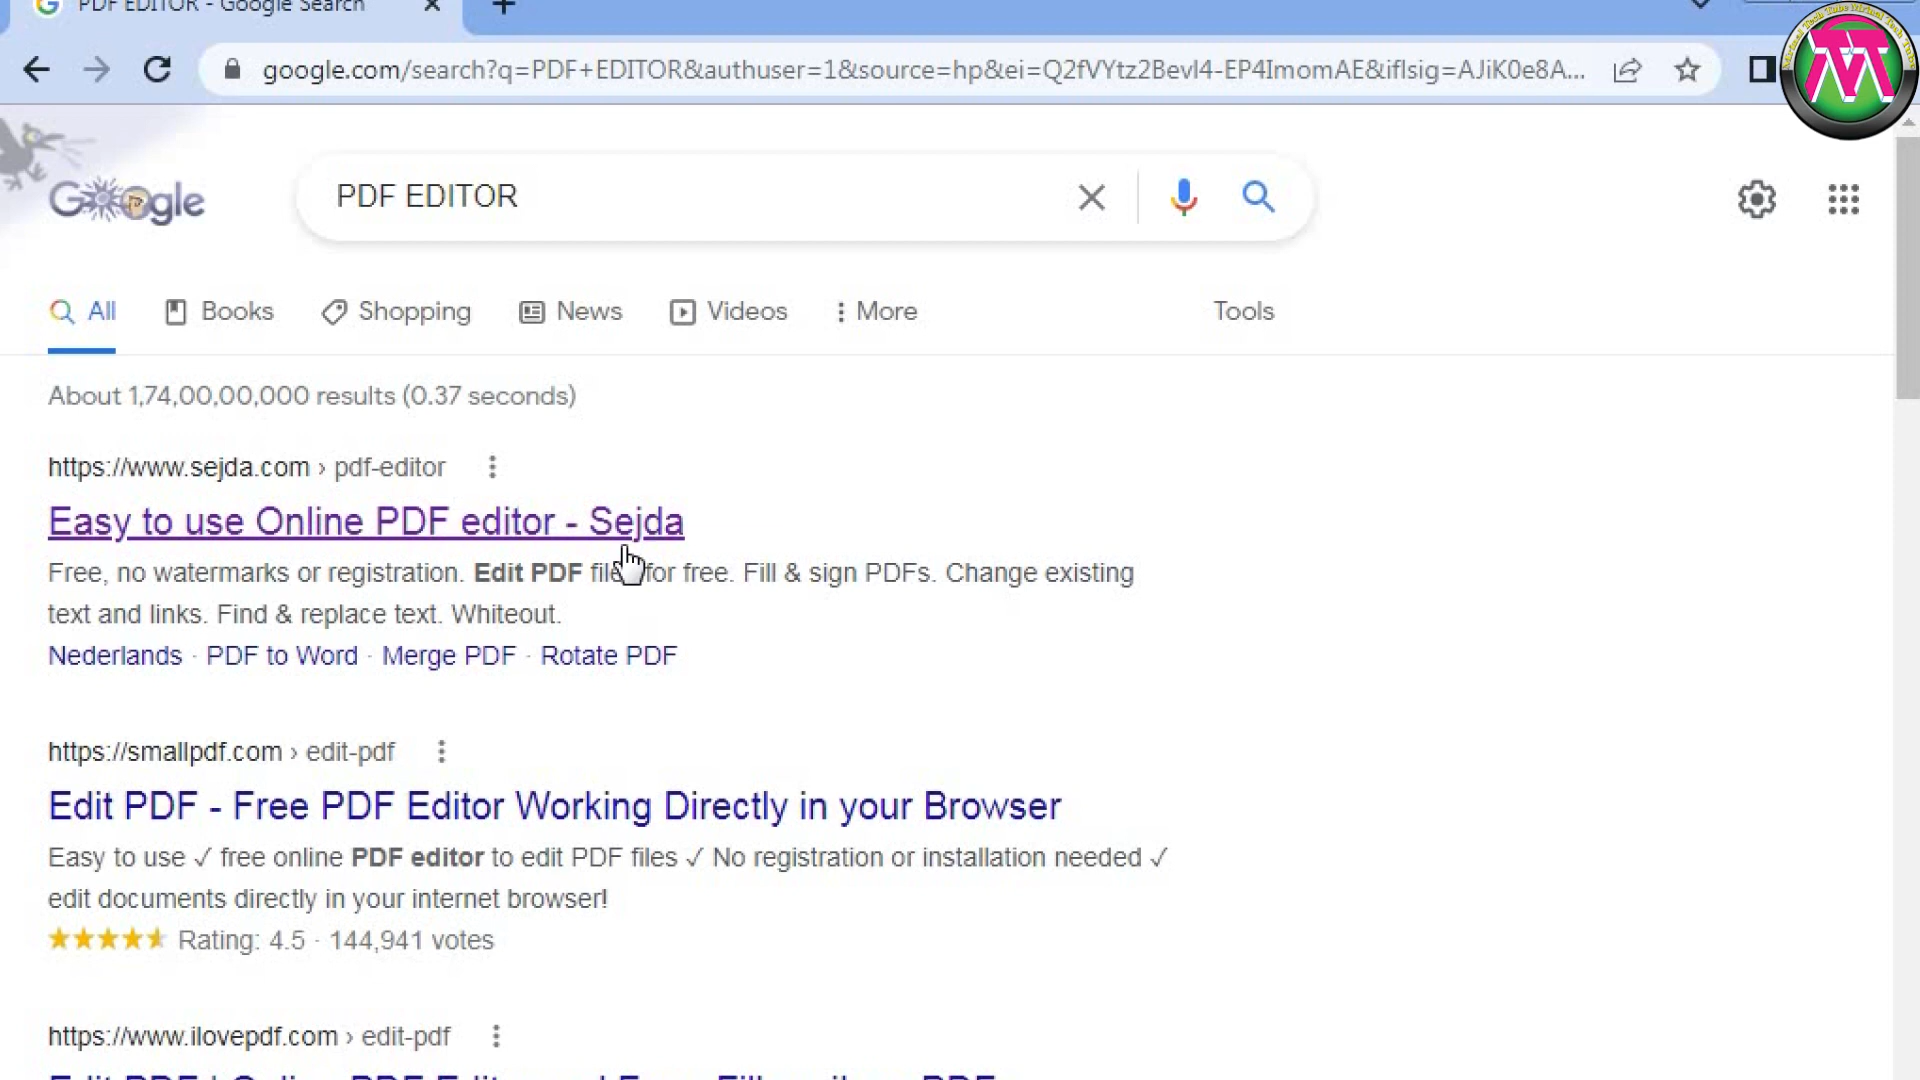 PDF EDITOR - Google Search
google.com/search?q=PDF+EDITOR&authuser=1&source=hp&ei=Q2fVYtz2Bevl4-EP4ImomAE&iflsig=AJiK0e8A...
Google
PDF EDITOR
All Books Shopping News Videos More Tools
About 1,74,00,00,000 results (0.37 seconds)
https://www.sejda.com › pdf-editor
Easy to use Online PDF editor - Sejda
Free, no watermarks or registration. Edit PDF files for free. Fill & sign PDFs. Change existing
text and links. Find & replace text. Whiteout.
Nederlands · PDF to Word · Merge PDF · Rotate PDF
https://smallpdf.com › edit-pdf
Edit PDF - Free PDF Editor Working Directly in your Browser
Easy to use ✓ free online PDF editor to edit PDF files ✓ No registration or installation needed ✓
edit documents directly in your internet browser!
Rating: 4.5 · 144,941 votes
https://www.ilovepdf.com › edit-pdf